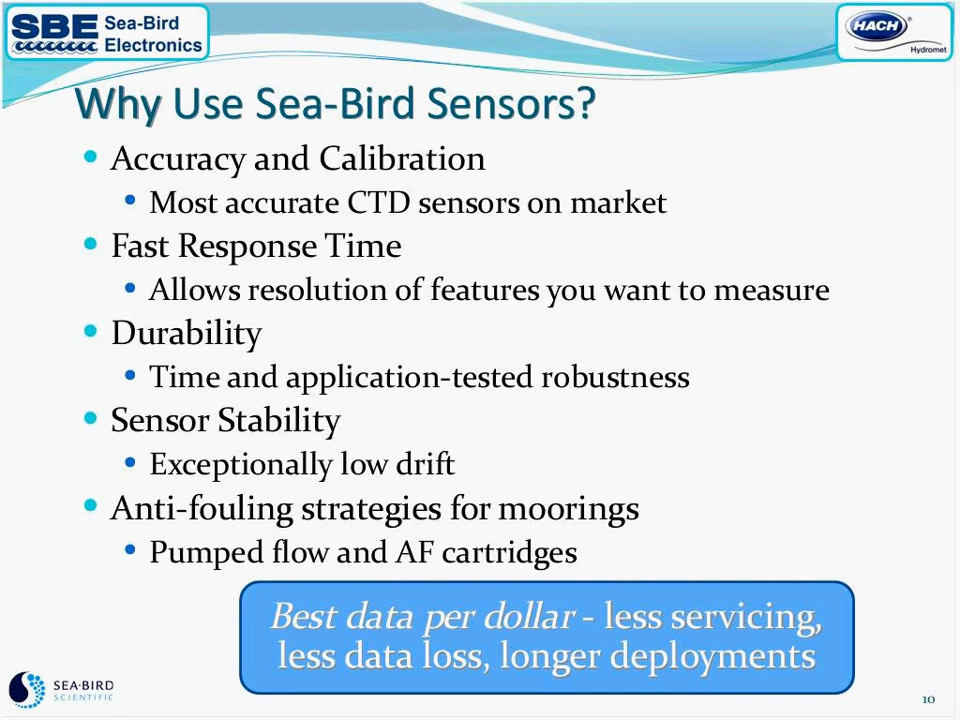 SBE Sea-Bird
Electronics
HACH®
Hydromet
Why Use Sea-Bird Sensors?
• Accuracy and Calibration
• Most accurate CTD sensors on market
• Fast Response Time
• Allows resolution of features you want to measure
• Durability
• Time and application-tested robustness
• Sensor Stability
• Exceptionally low drift
• Anti-fouling strategies for moorings
• Pumped flow and AF cartridges
Best data per dollar - less servicing,
less data loss, longer deployments
SEA·BIRD
SCIENTIFIC
10